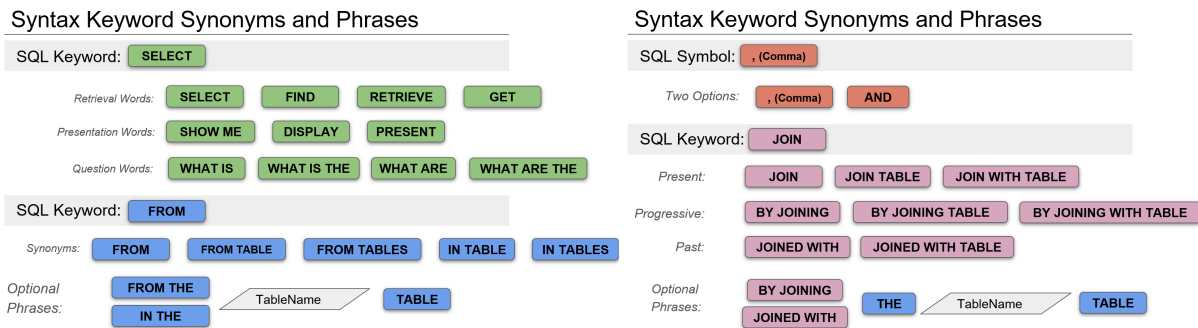 Syntax Keyword Synonyms and Phrases
SQL Keyword: SELECT
Retrieval Words: SELECT FIND RETRIEVE GET
Presentation Words: SHOW ME DISPLAY PRESENT
Question Words: WHAT IS WHAT IS THE WHAT ARE WHAT ARE THE
SQL Keyword: FROM
Synonyms: FROM FROM TABLE FROM TABLES IN TABLE IN TABLES
Optional Phrases: FROM THE IN THE TableName TABLE
Syntax Keyword Synonyms and Phrases
SQL Symbol: , (Comma)
Two Options: , (Comma) AND
SQL Keyword: JOIN
Present: JOIN JOIN TABLE JOIN WITH TABLE
Progressive: BY JOINING BY JOINING TABLE BY JOINING WITH TABLE
Past: JOINED WITH JOINED WITH TABLE
Optional Phrases: BY JOINING JOINED WITH THE TableName TABLE